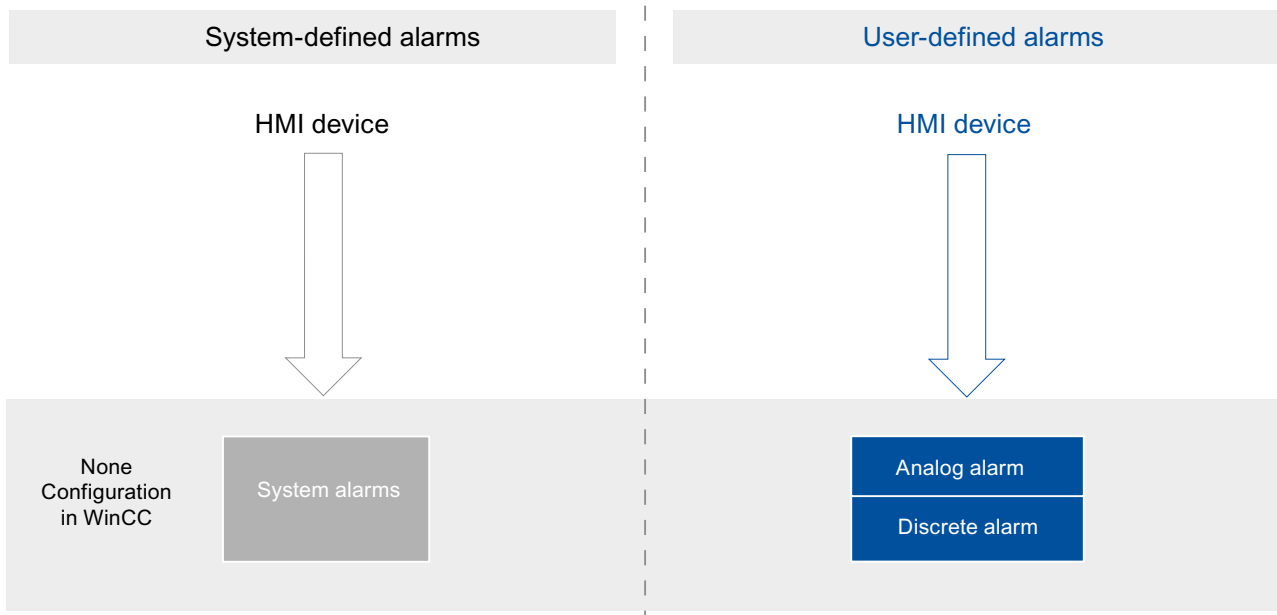 System-defined alarms
User-defined alarms
HMI device
HMI device
None
Configuration
in WinCC
System alarms
Analog alarm
Discrete alarm